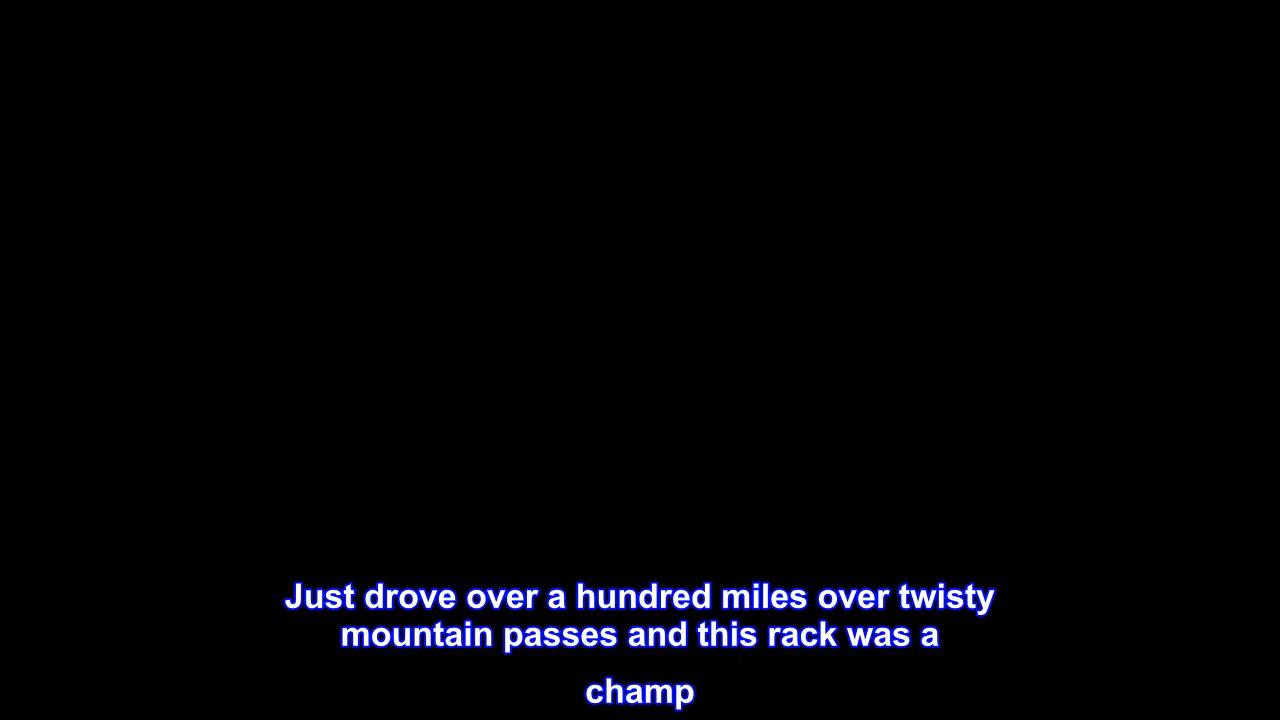 Just drove over a hundred miles over twisty
mountain passes and this rack was a
champ